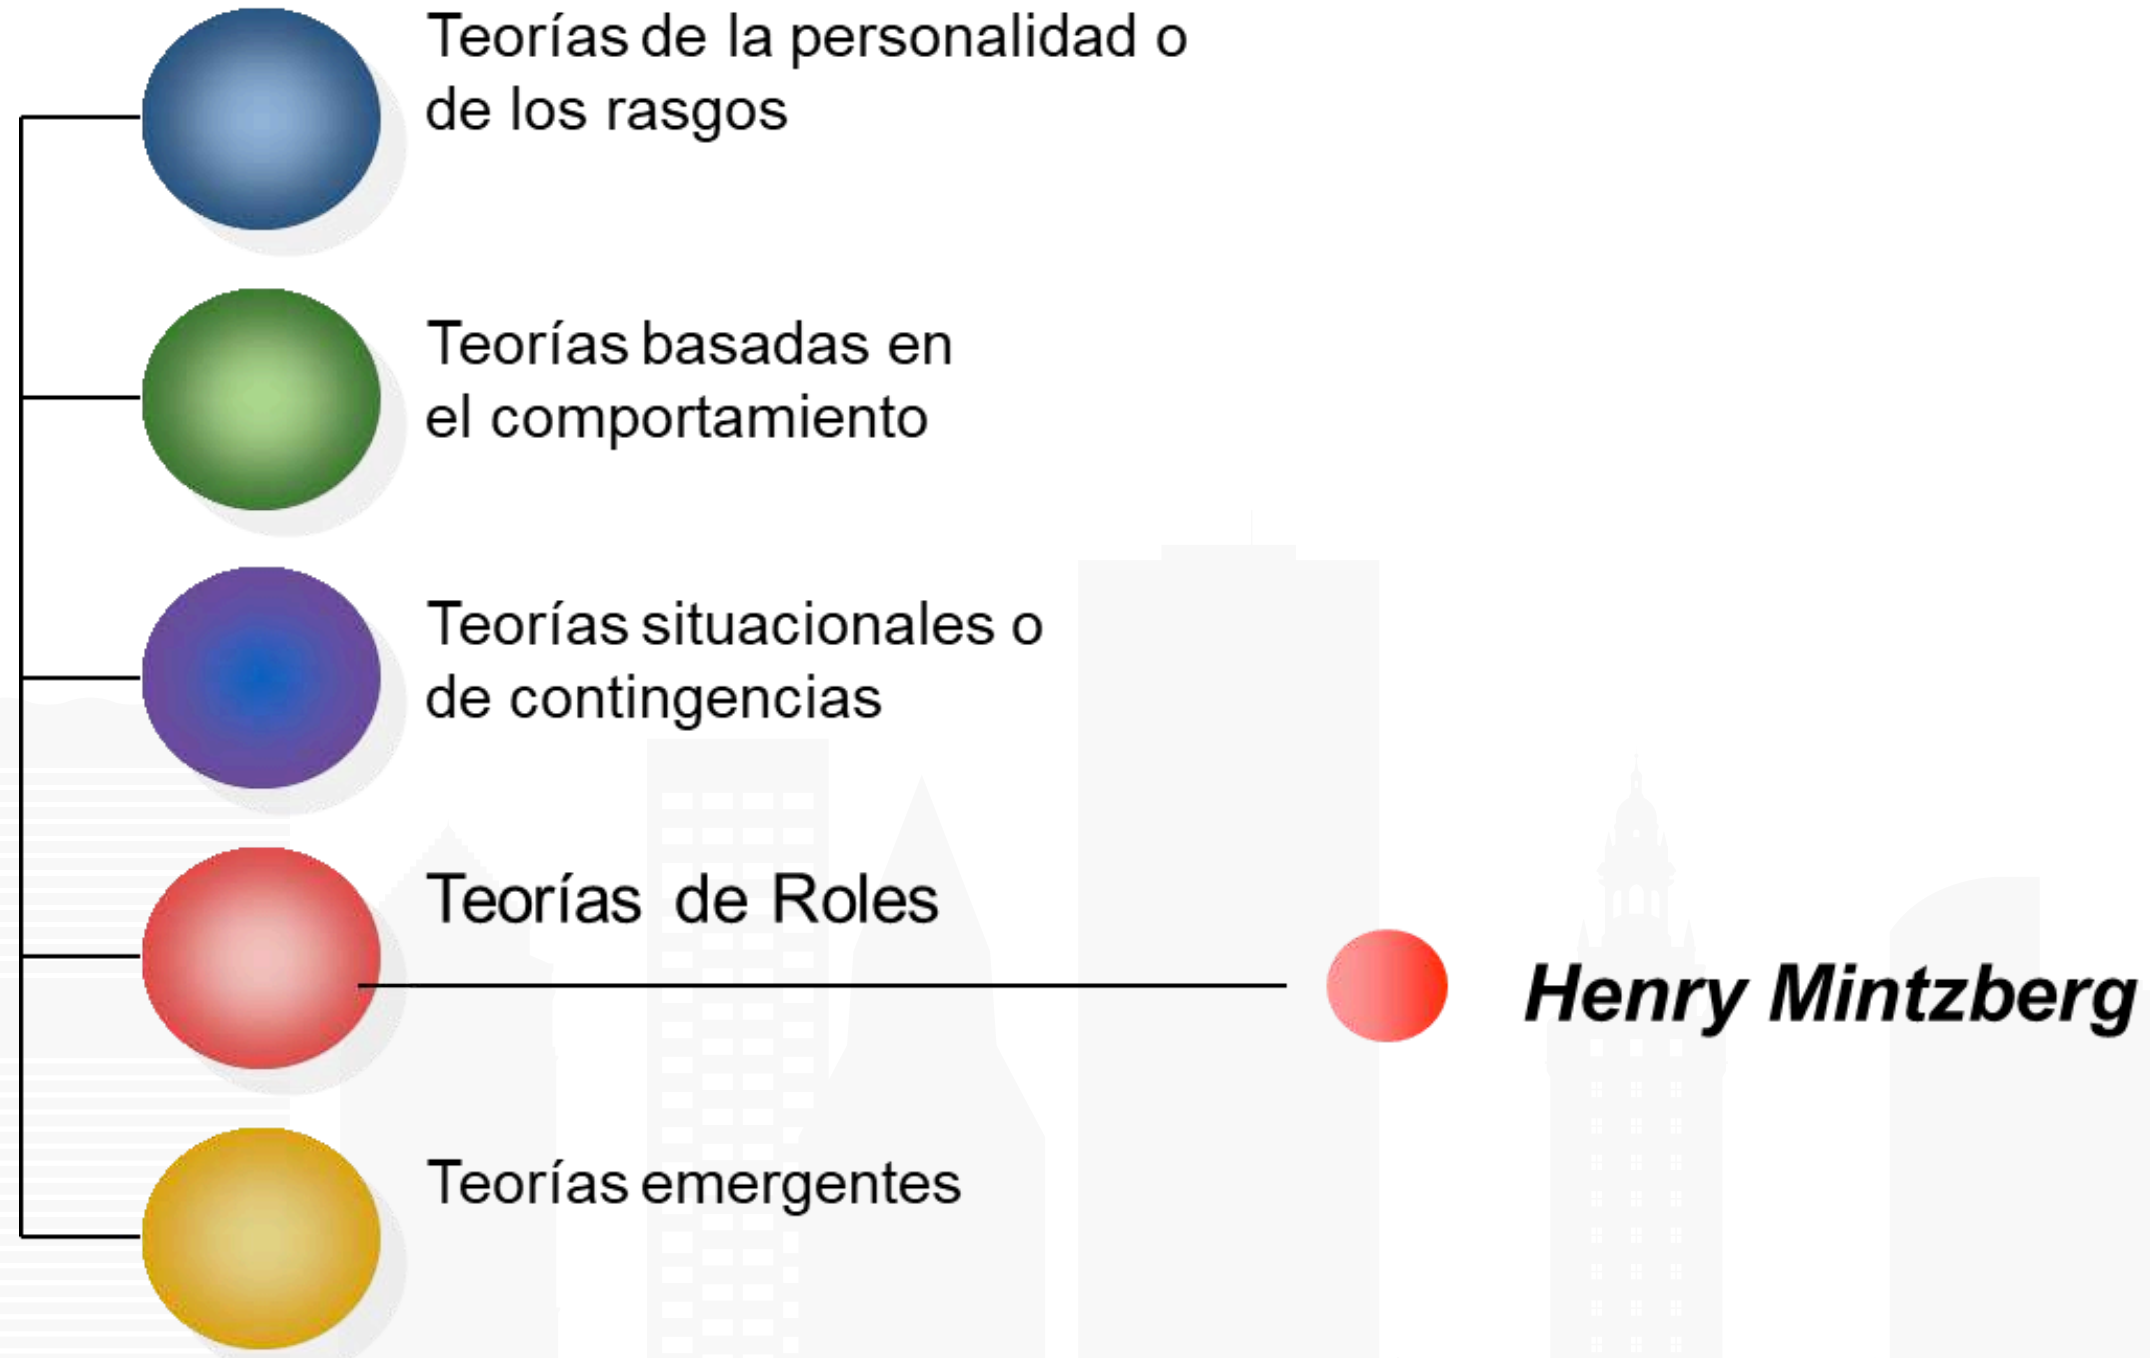 Teorías de la personalidad o
de los rasgos
Teorías basadas en
el comportamiento
Teorías situacionales o
de contingencias
Teorías de Roles
Henry Mintzberg
Teorías emergentes